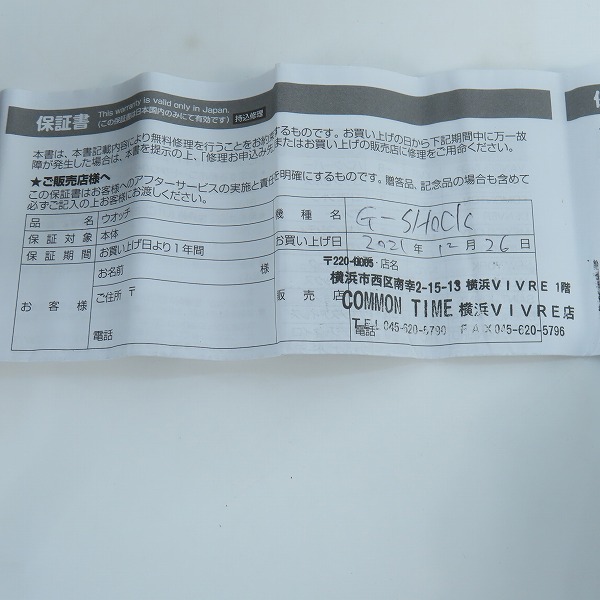 保証書 This warranty is valid only in Japan.
(この保証書は日本国内のみにて有効です) 持込修理
本書は、本書記載内容により無料修理を行うことをお約束するものです。お買い上げの日から下記期間中に万一故
障が発生した場合は、本書を提示の上、「修理お申込み先」またはお買い上げの販売店に修理をご用命ください。
★ご販売店様へ
この保証書はお客様へのアフターサービスの実施と責任を明確にするものです。贈答品、記念品の場合も含めて
必ずご記入の上お客様にお渡しください。
品名 ウオッチ 機種名 G-SHOCK
保証対象 本体 お買い上げ日 2021年 12月 26日
保証期間 お買い上げ日より1年間
お客様 お名前 様
ご住所 〒
電話
販売店 〒220-0005 ・店名
横浜市西区南幸2-15-13 横浜VIVRE 1階
COMMON TIME 横浜VIVRE店
電話 TEL 045-620-5790 FAX 045-620-5796